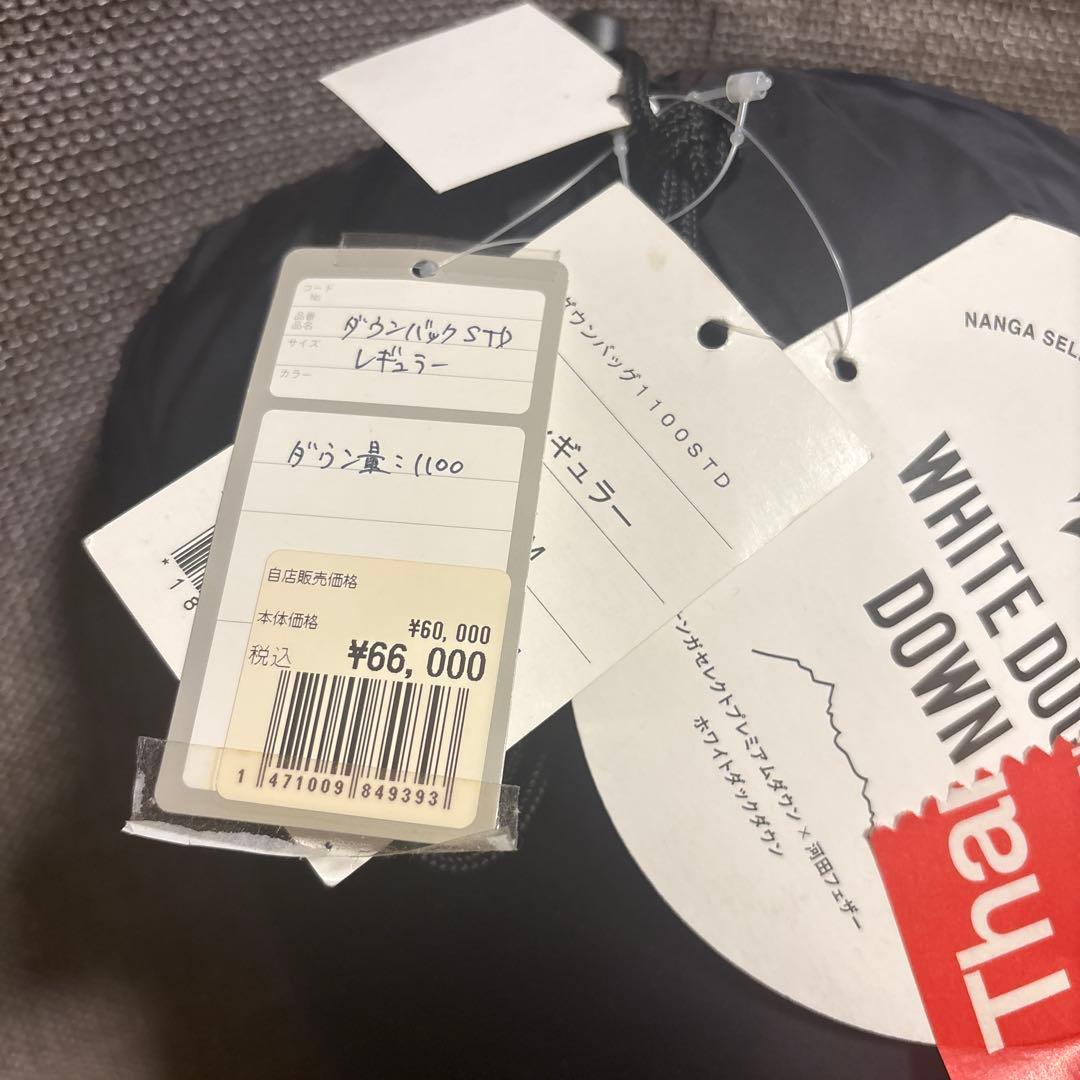 コード
No
品番
品名
ダウンバックSTD
サイズ
レギュラー
カラー
ダウン量:1100
自店販売価格
本体価格 ¥60,000
税込 ¥66,000
1 471009 849393
ダウンバッグ1100STD
ギュラー
*18
NANGA SEL
WHITE DU
DOWN
ンガセレクトプレミアムダウン × 河田フェザー
ホワイトダックダウン
Tha